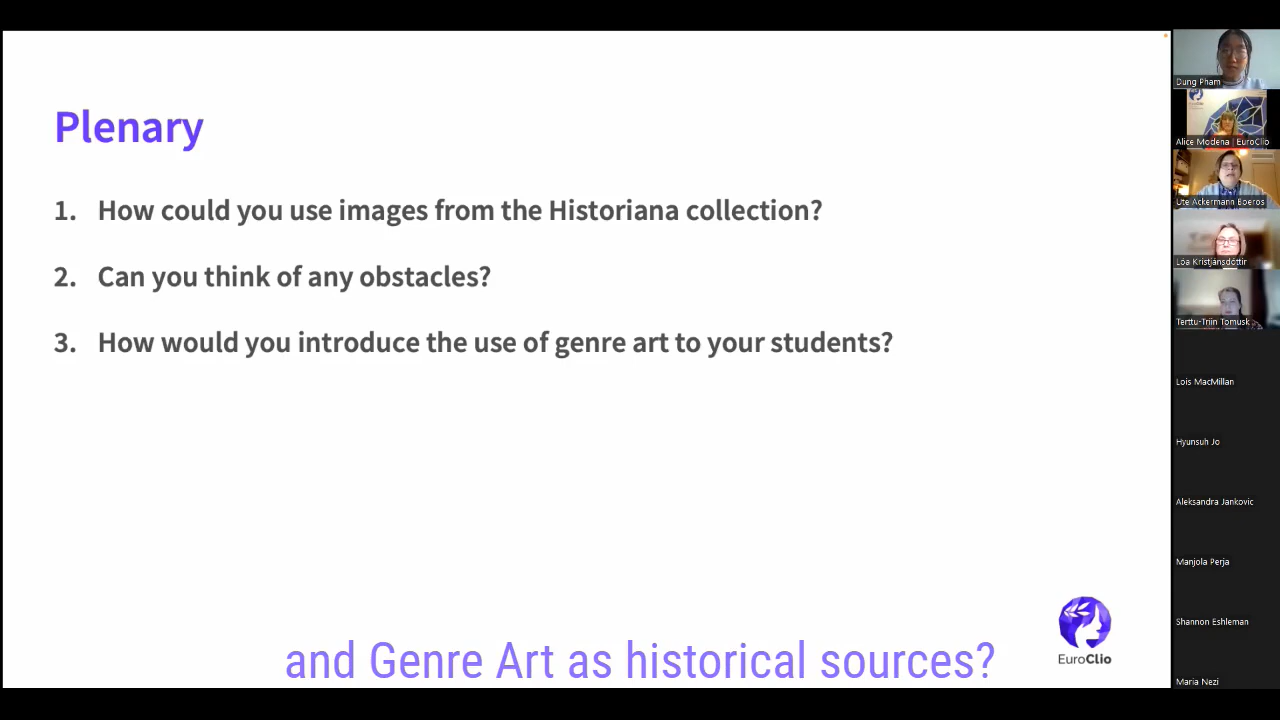 Plenary
1. How could you use images from the Historiana collection?
2. Can you think of any obstacles?
3. How would you introduce the use of genre art to your students?
and Genre Art as historical sources?
EuroClio
Dung Pham
Alice Modena | EuroClio
Ute Ackermann Boeros
Lóa Kristjánsdóttir
Terttu-Triin Tomusk
Lois MacMillan
Hyunsuh Jo
Aleksandra Jankovic
Manjola Perja
Shannon Eshleman
Maria Nezi